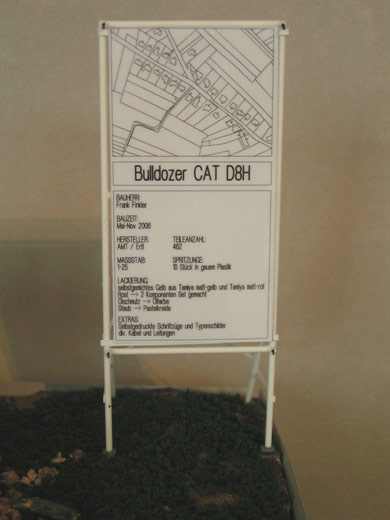 Bulldozer CAT D8H
BAUHERR:
Frank Finkler
BAUZEIT:
Mai-Nov 2006
HERSTELLER: TEILEANZAHL:
AMT / Ertl 462
MASSSTAB: SPRITZLINGE:
1:25 10 Stück in gauem Plastik
LACKIERUNG:
selbstgemischtes Gelb aus Tamiya matt-gelb und Tamiya matt-rot
Rost --> 2 Komponenten Set gemacht
Ölschmutz --> Ölfarbe
Staub --> Pastelkreide
EXTRAS:
Selbstgedruckte Schriftzüge und Typenschilder
div. Kabel und Leitungen